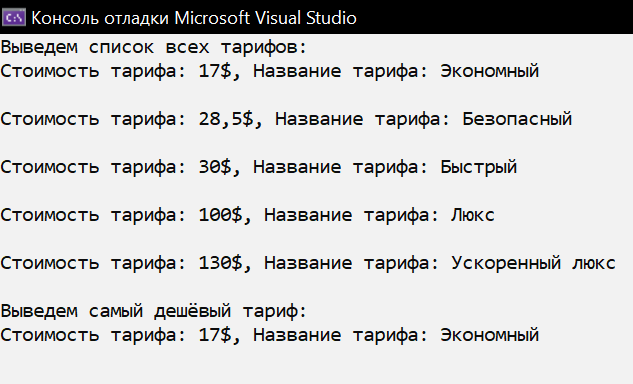 C:\ Консоль отладки Microsoft Visual Studio
Выведем список всех тарифов:
Стоимость тарифа: 17$, Название тарифа: Экономный
Стоимость тарифа: 28,5$, Название тарифа: Безопасный
Стоимость тарифа: 30$, Название тарифа: Быстрый
Стоимость тарифа: 100$, Название тарифа: Люкс
Стоимость тарифа: 130$, Название тарифа: Ускоренный люкс
Выведем самый дешёвый тариф:
Стоимость тарифа: 17$, Название тарифа: Экономный